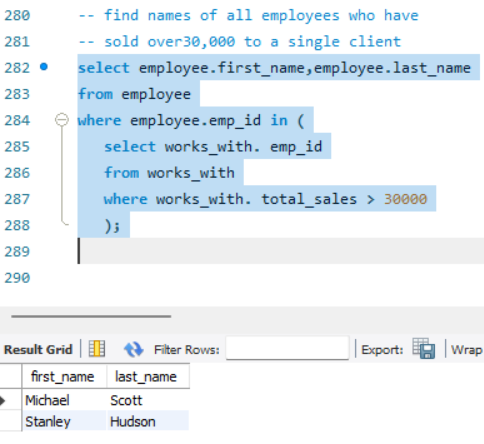 280 -- find names of all employees who have
281 -- sold over30,000 to a single client
282 select employee.first_name,employee.last_name
283 from employee
284 where employee.emp_id in (
285 select works_with. emp_id
286 from works_with
287 where works_with. total_sales > 30000
288 );
289
290
Result Grid Filter Rows: Export: Wrap
first_name last_name
Michael Scott
Stanley Hudson